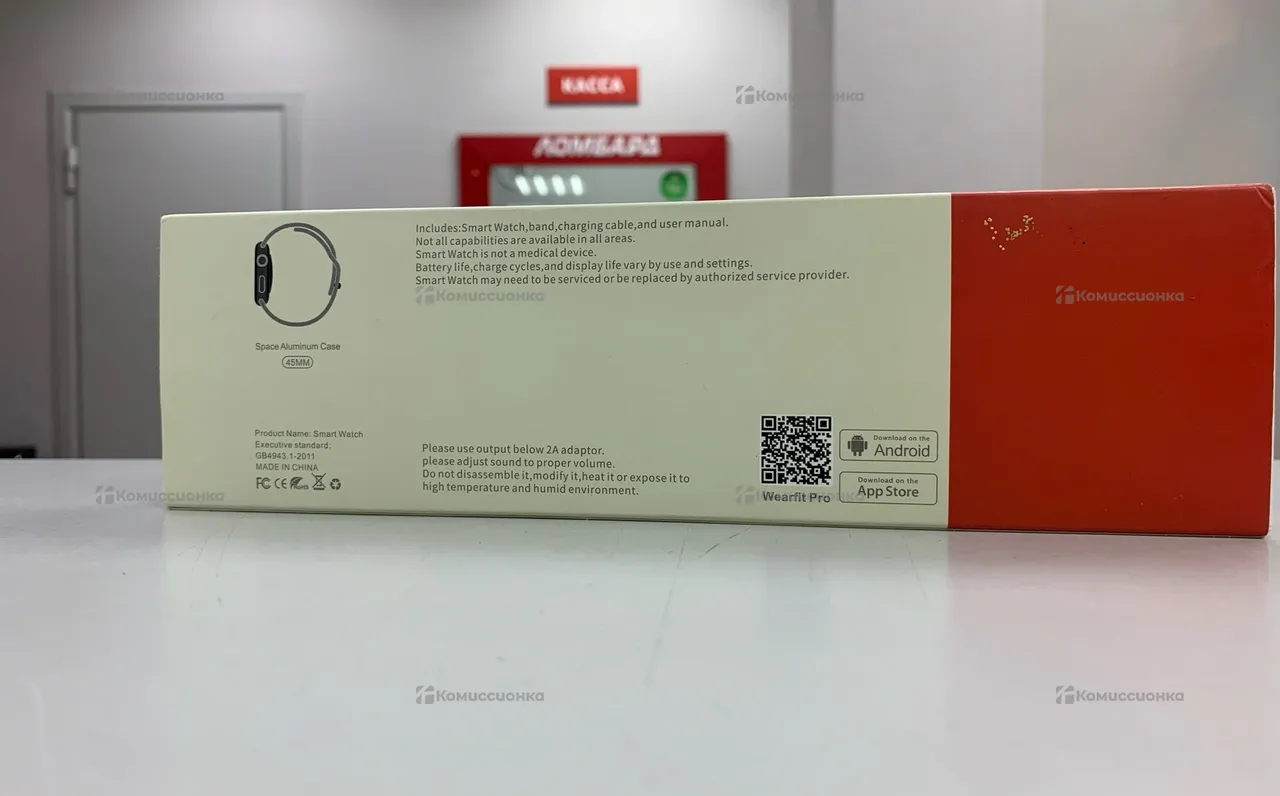 КАССА
ЛОМБАРД
Includes:Smart Watch,band,charging cable,and user manual.
Not all capabilities are available in all areas.
Smart Watch is not a medical device.
Battery life,charge cycles,and display life vary by use and settings.
Smart Watch may need to be serviced or be replaced by authorized service provider.
Space Aluminum Case
45MM
Product Name: Smart Watch
Executive standard:
GB4943.1-2011
MADE IN CHINA
FC CE
Please use output below 2A adaptor.
please adjust sound to proper volume.
Do not disassemble it,modify it,heat it or expose it to
high temperature and humid environment.
Wearfit Pro
Download on the
Android
Download on the
App Store
Комиссионка
Комиссионка
Комиссионка
Комиссионка
Комиссионка
Комиссионка
Комиссионка
Комиссионка